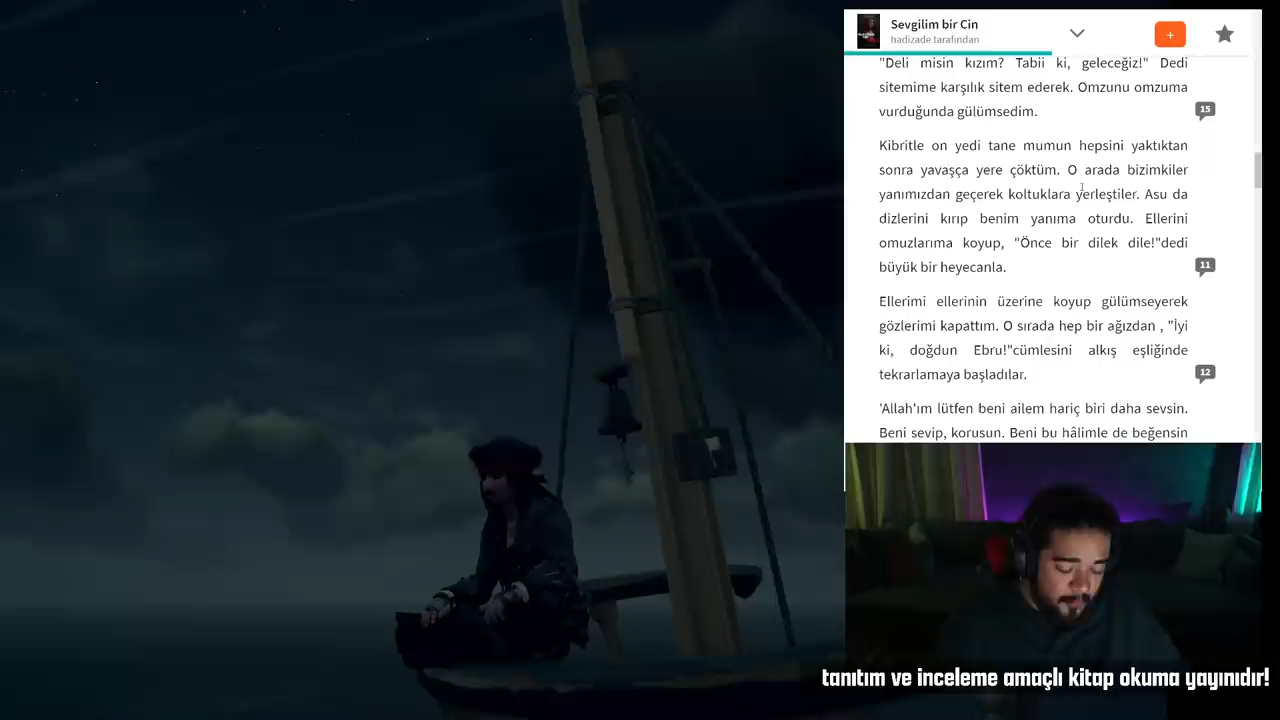 Sevgilim bir Cin
hadizade tarafından
+
"Deli misin kızım? Tabii ki, geleceğiz!" Dedi
sitemime karşılık sitem ederek. Omzunu omzuma
vurduğunda gülümsedim.
15
Kibritle on yedi tane mumun hepsini yaktıktan
sonra yavaşça yere çöktüm. O arada bizimkiler
yanımızdan geçerek koltuklara yerleştiler. Asu da
dizlerini kırıp benim yanıma oturdu. Ellerini
omuzlarıma koyup, "Önce bir dilek dile!"dedi
büyük bir heyecanla.
11
Ellerimi ellerinin üzerine koyup gülümseyerek
gözlerimi kapattım. O sırada hep bir ağızdan , "İyi
ki, doğdun Ebru!"cümlesini alkış eşliğinde
tekrarlamaya başladılar.
12
'Allah'ım lütfen beni ailem hariç biri daha sevsin.
Beni sevip, korusun. Beni bu hâlimle de beğensin
tanıtım ve inceleme amaçlı kitap okuma yayınıdır!